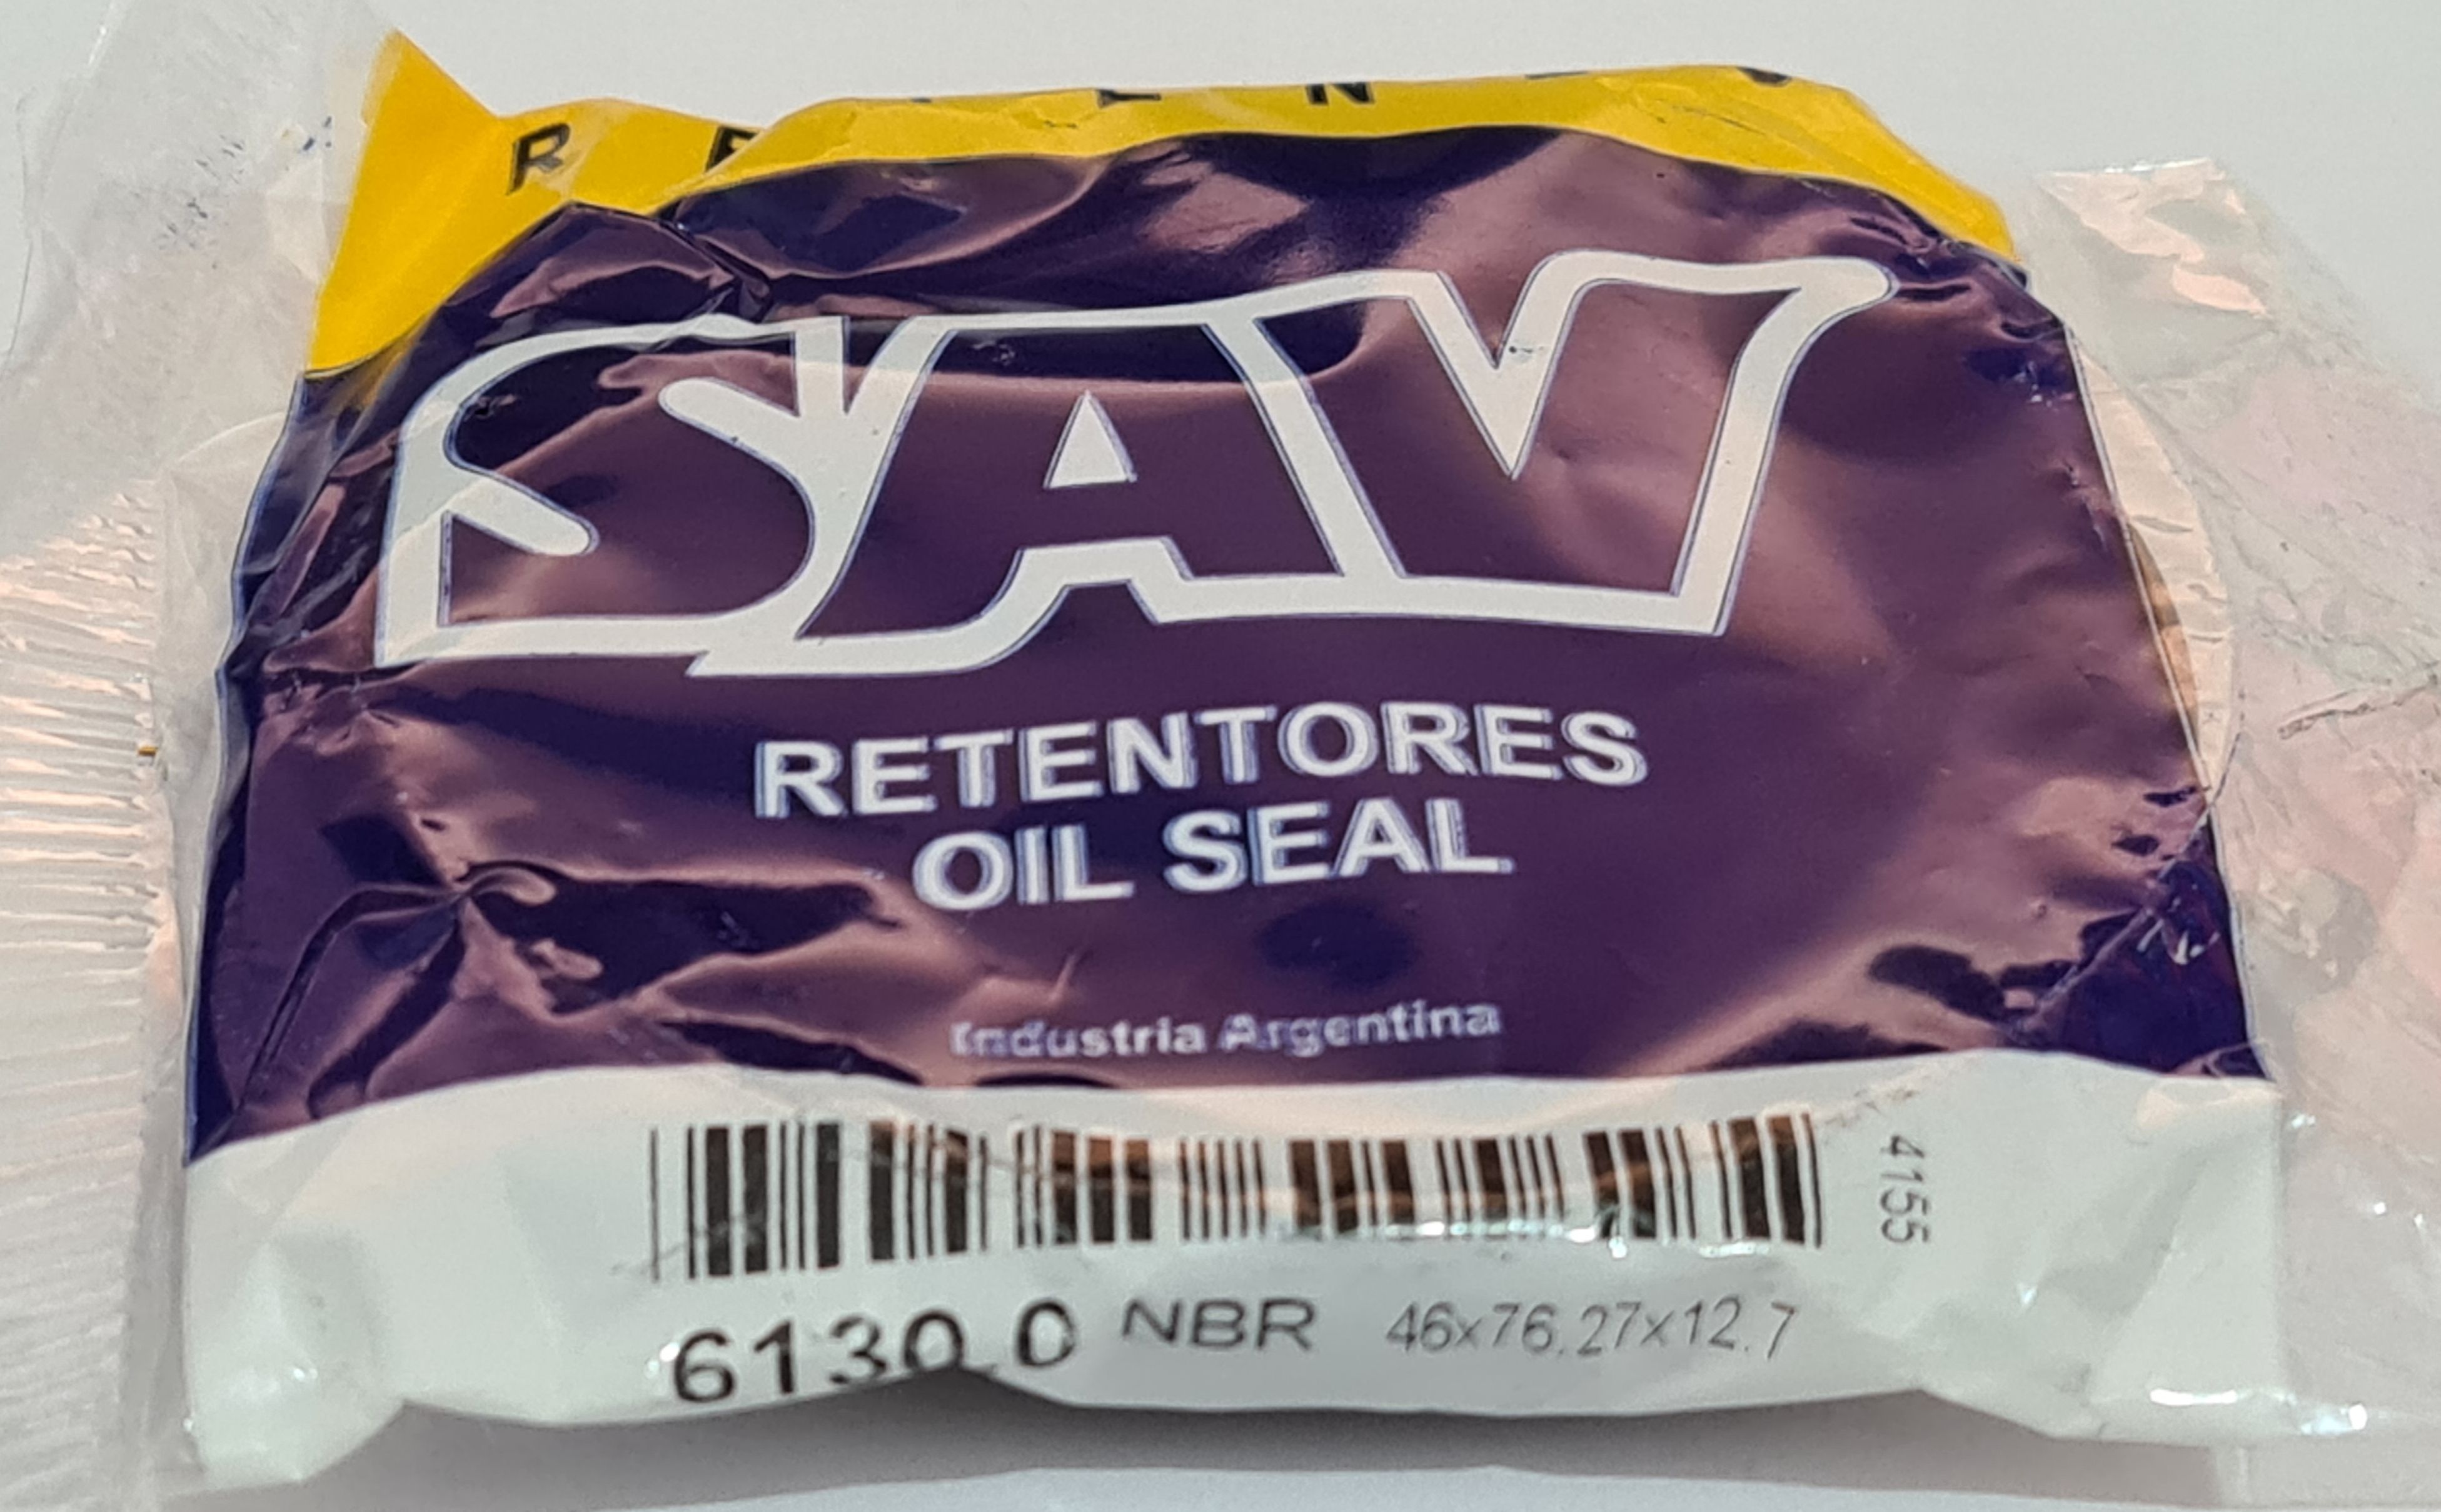 SAV
RETENTORES
OIL SEAL
Industria Argentina
4155
6130.0 NBR 46x76.27x12.7